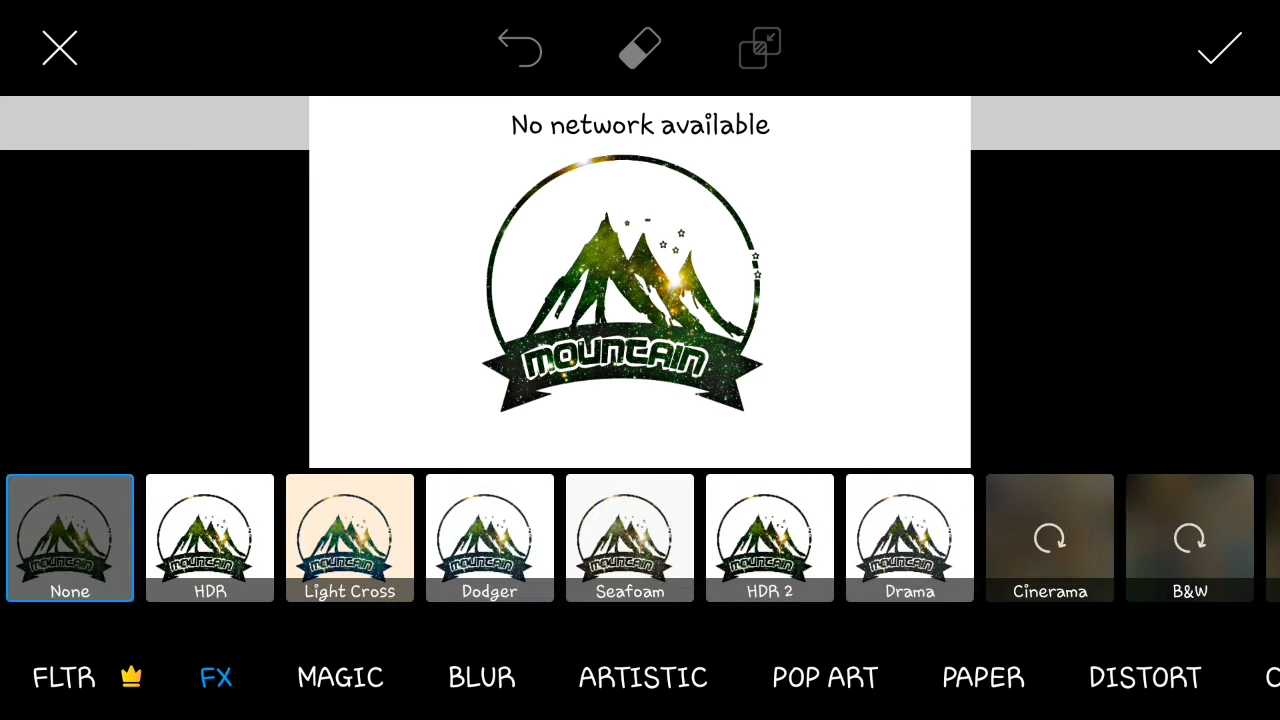 No network available
MOUNTAIN
None HDR Light Cross Dodger Seafoam HDR 2 Drama Cinerama B&W
FLTR FX MAGIC BLUR ARTISTIC POP ART PAPER DISTORT